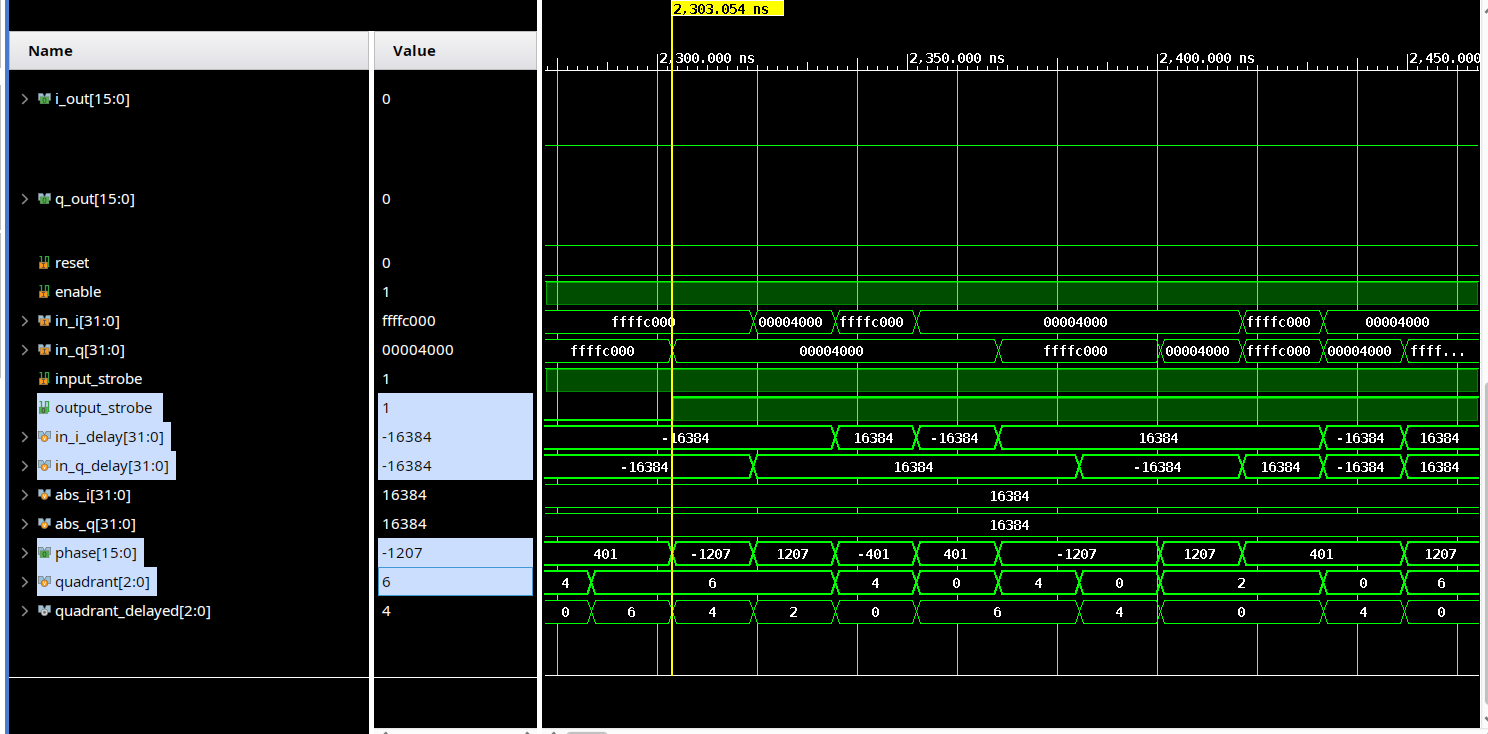 2,303.054 ns
Name Value
2,300.000 ns 2,350.000 ns 2,400.000 ns 2,450.000
i_out[15:0] 0
q_out[15:0] 0
reset 0
enable 1
in_i[31:0] ffffc000 ffffc000 00004000 ffffc000 00004000 ffffc000 00004000
in_q[31:0] 00004000 ffffc000 00004000 ffffc000 00004000 ffffc000 00004000 ffff...
input_strobe 1
output_strobe 1
in_i_delay[31:0] -16384 -16384 16384 -16384 16384 -16384 16384
in_q_delay[31:0] -16384 -16384 16384 -16384 16384 -16384 16384
abs_i[31:0] 16384 16384
abs_q[31:0] 16384 16384
phase[15:0] -1207 401 -1207 1207 -401 401 -1207 1207 401 1207
quadrant[2:0] 6 4 6 4 0 4 0 2 0 6
quadrant_delayed[2:0] 4 0 6 4 2 0 6 4 0 4 0